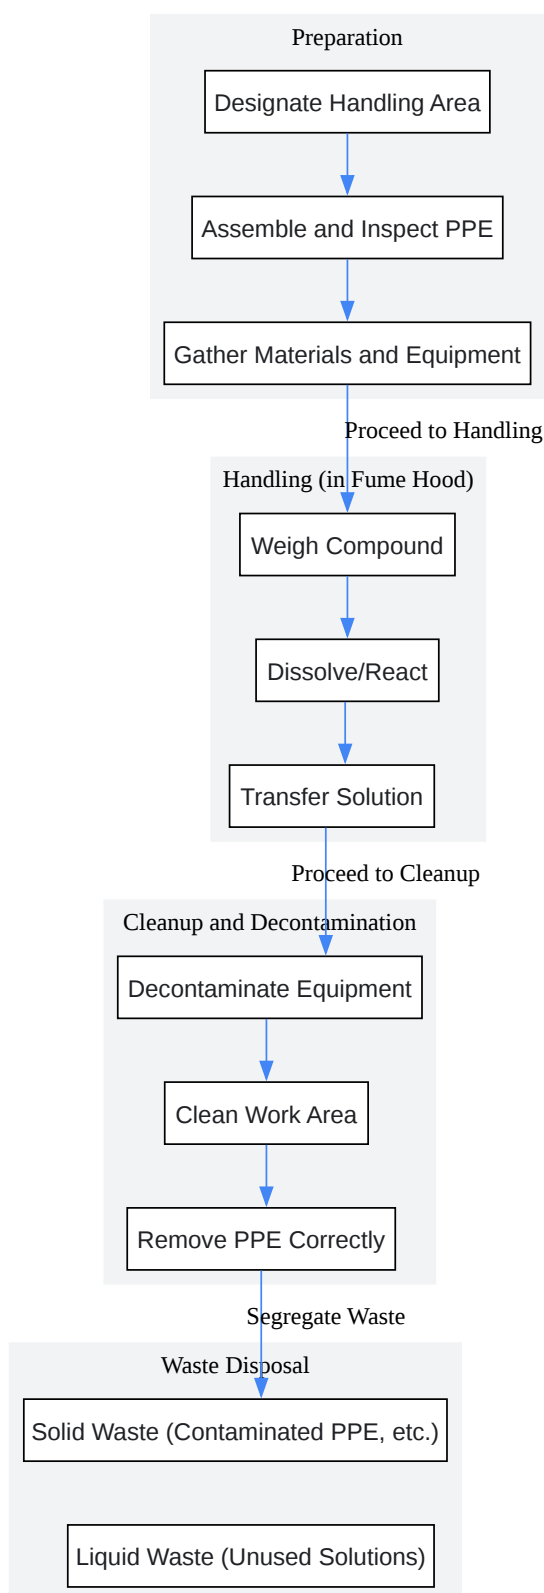 Preparation
Designate Handling Area
Assemble and Inspect PPE
Gather Materials and Equipment
Proceed to Handling
Handling (in Fume Hood)
Weigh Compound
Dissolve/React
Transfer Solution
Proceed to Cleanup
Cleanup and Decontamination
Decontaminate Equipment
Clean Work Area
Remove PPE Correctly
Segregate Waste
Waste Disposal
Solid Waste (Contaminated PPE, etc.)
Liquid Waste (Unused Solutions)